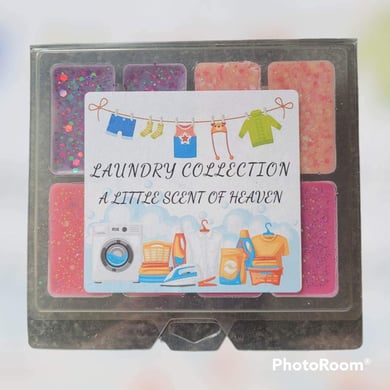 LAUNDRY COLLECTION
A LITTLE SCENT OF HEAVEN
PhotoRoom®